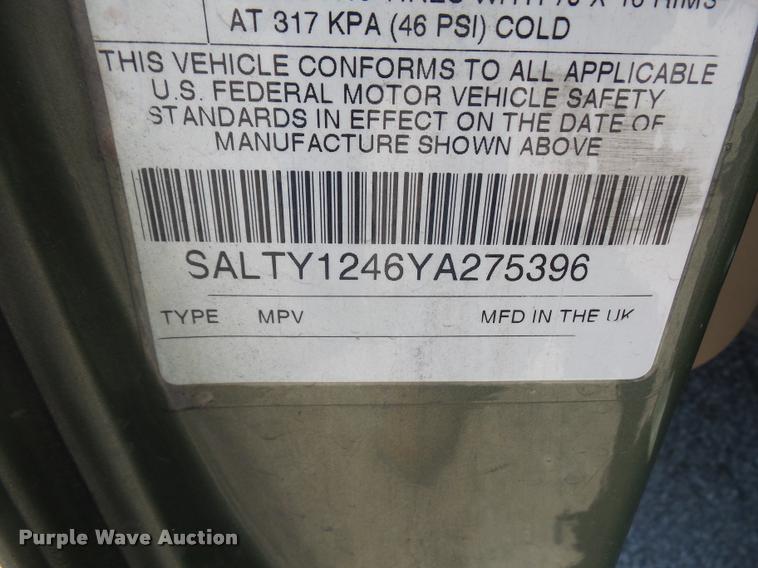 AT 317 KPA (46 PSI) COLD
THIS VEHICLE CONFORMS TO ALL APPLICABLE
U.S. FEDERAL MOTOR VEHICLE SAFETY
STANDARDS IN EFFECT ON THE DATE OF
MANUFACTURE SHOWN ABOVE
SALTY1246YA275396
TYPE MPV MFD IN THE UK
Purple Wave Auction